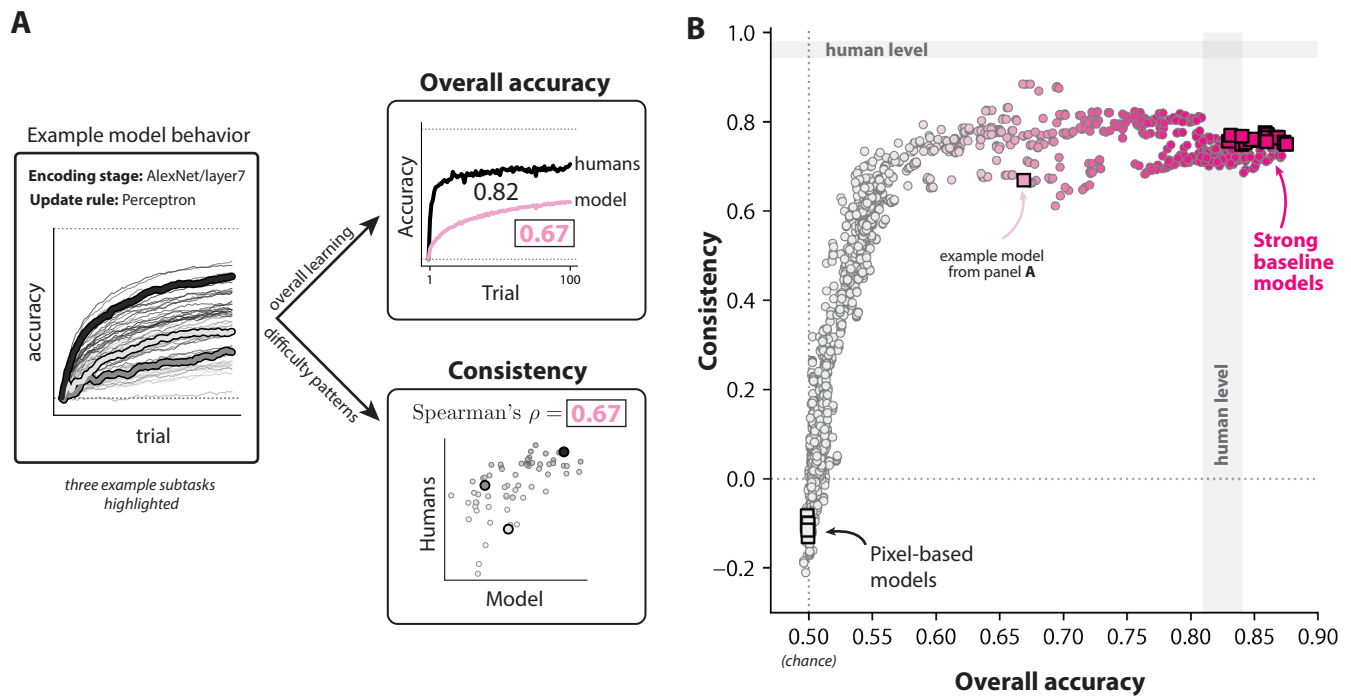 A
Example model behavior
Encoding stage: AlexNet/layer7
Update rule: Perceptron
accuracy
trial
three example subtasks
highlighted
overall learning
difficulty patterns
Overall accuracy
Accuracy
humans
0.82
model
0.67
1
100
Trial
Consistency
Spearman's ρ = 0.67
Humans
Model
B
1.0
0.8
0.6
0.4
0.2
0.0
−0.2
Consistency
human level
example model
from panel A
Strong
baseline
models
human level
Pixel-based
models
0.50 0.55 0.60 0.65 0.70 0.75 0.80 0.85 0.90
(chance)
Overall accuracy